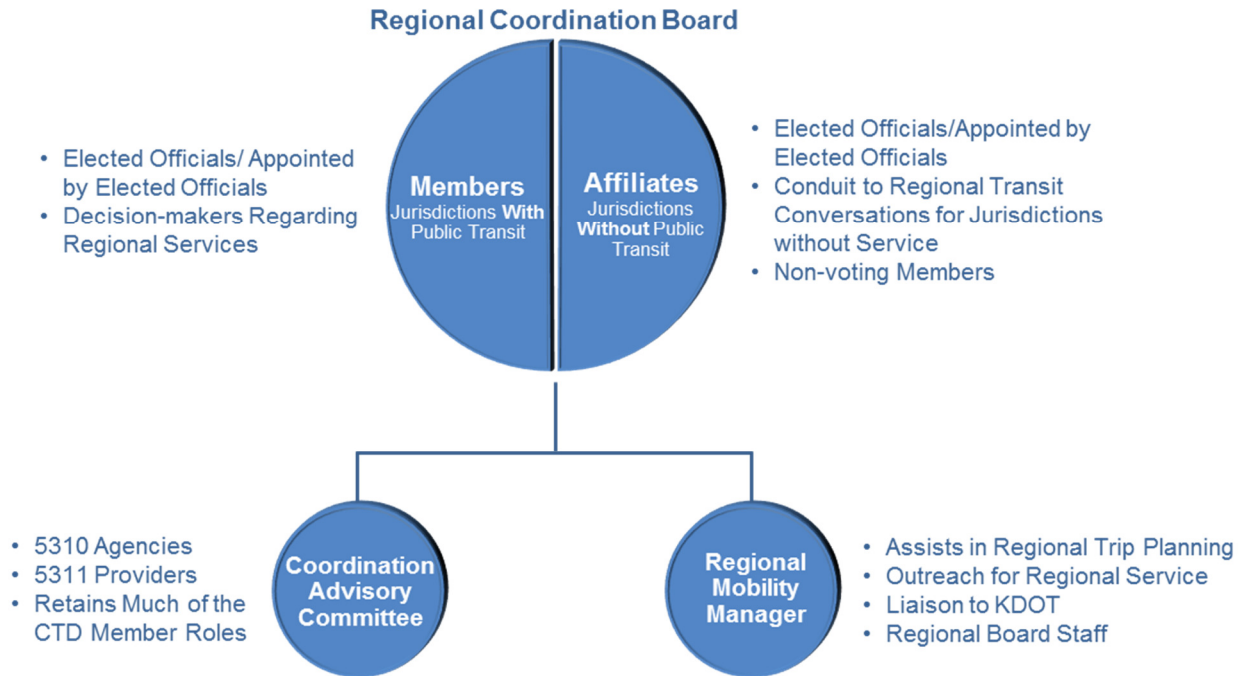 Regional Coordination Board
• Elected Officials/ Appointed
by Elected Officials
• Decision-makers Regarding
Regional Services
Members
Jurisdictions With
Public Transit
Affiliates
Jurisdictions
Without Public
Transit
• Elected Officials/Appointed by
Elected Officials
• Conduit to Regional Transit
Conversations for Jurisdictions
without Service
• Non-voting Members
• 5310 Agencies
• 5311 Providers
• Retains Much of the
CTD Member Roles
Coordination
Advisory
Committee
Regional
Mobility
Manager
• Assists in Regional Trip Planning
• Outreach for Regional Service
• Liaison to KDOT
• Regional Board Staff